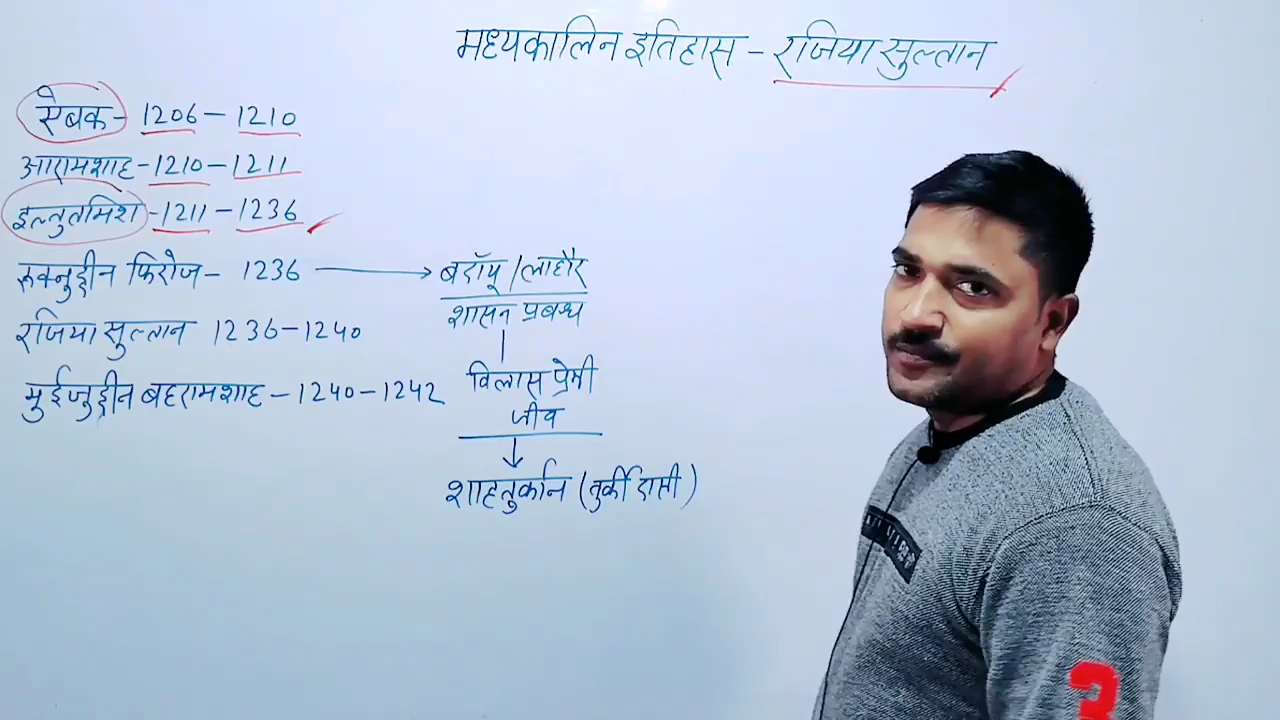 मध्यकालिन इतिहास - रजिया सुल्तान
ऐबक - 1206 - 1210
आरामशाह - 1210 - 1211
इल्तुतमिश - 1211 - 1236
रुक्नुद्दीन फिरोज - 1236
रजिया सुल्तान 1236 - 1240
मुईजुद्दीन बहरामशाह - 1240 - 1242
बदॉयू / लाहौर
शासन प्रबन्ध
विलास प्रेमी
जीव
शाहतुर्कान (तुर्की दासी)
3